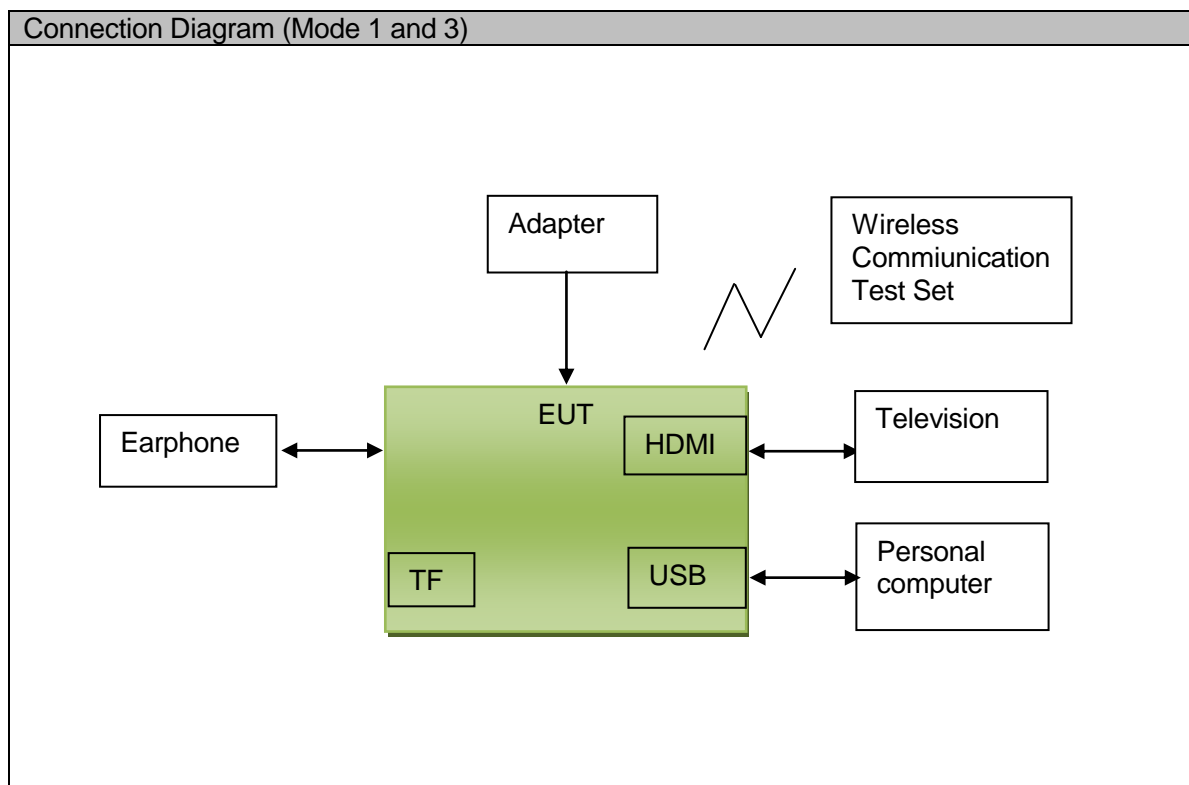 Connection Diagram (Mode 1 and 3)
Adapter
Wireless
Commiunication
Test Set
EUT
Earphone
HDMI
Television
TF
USB
Personal
computer